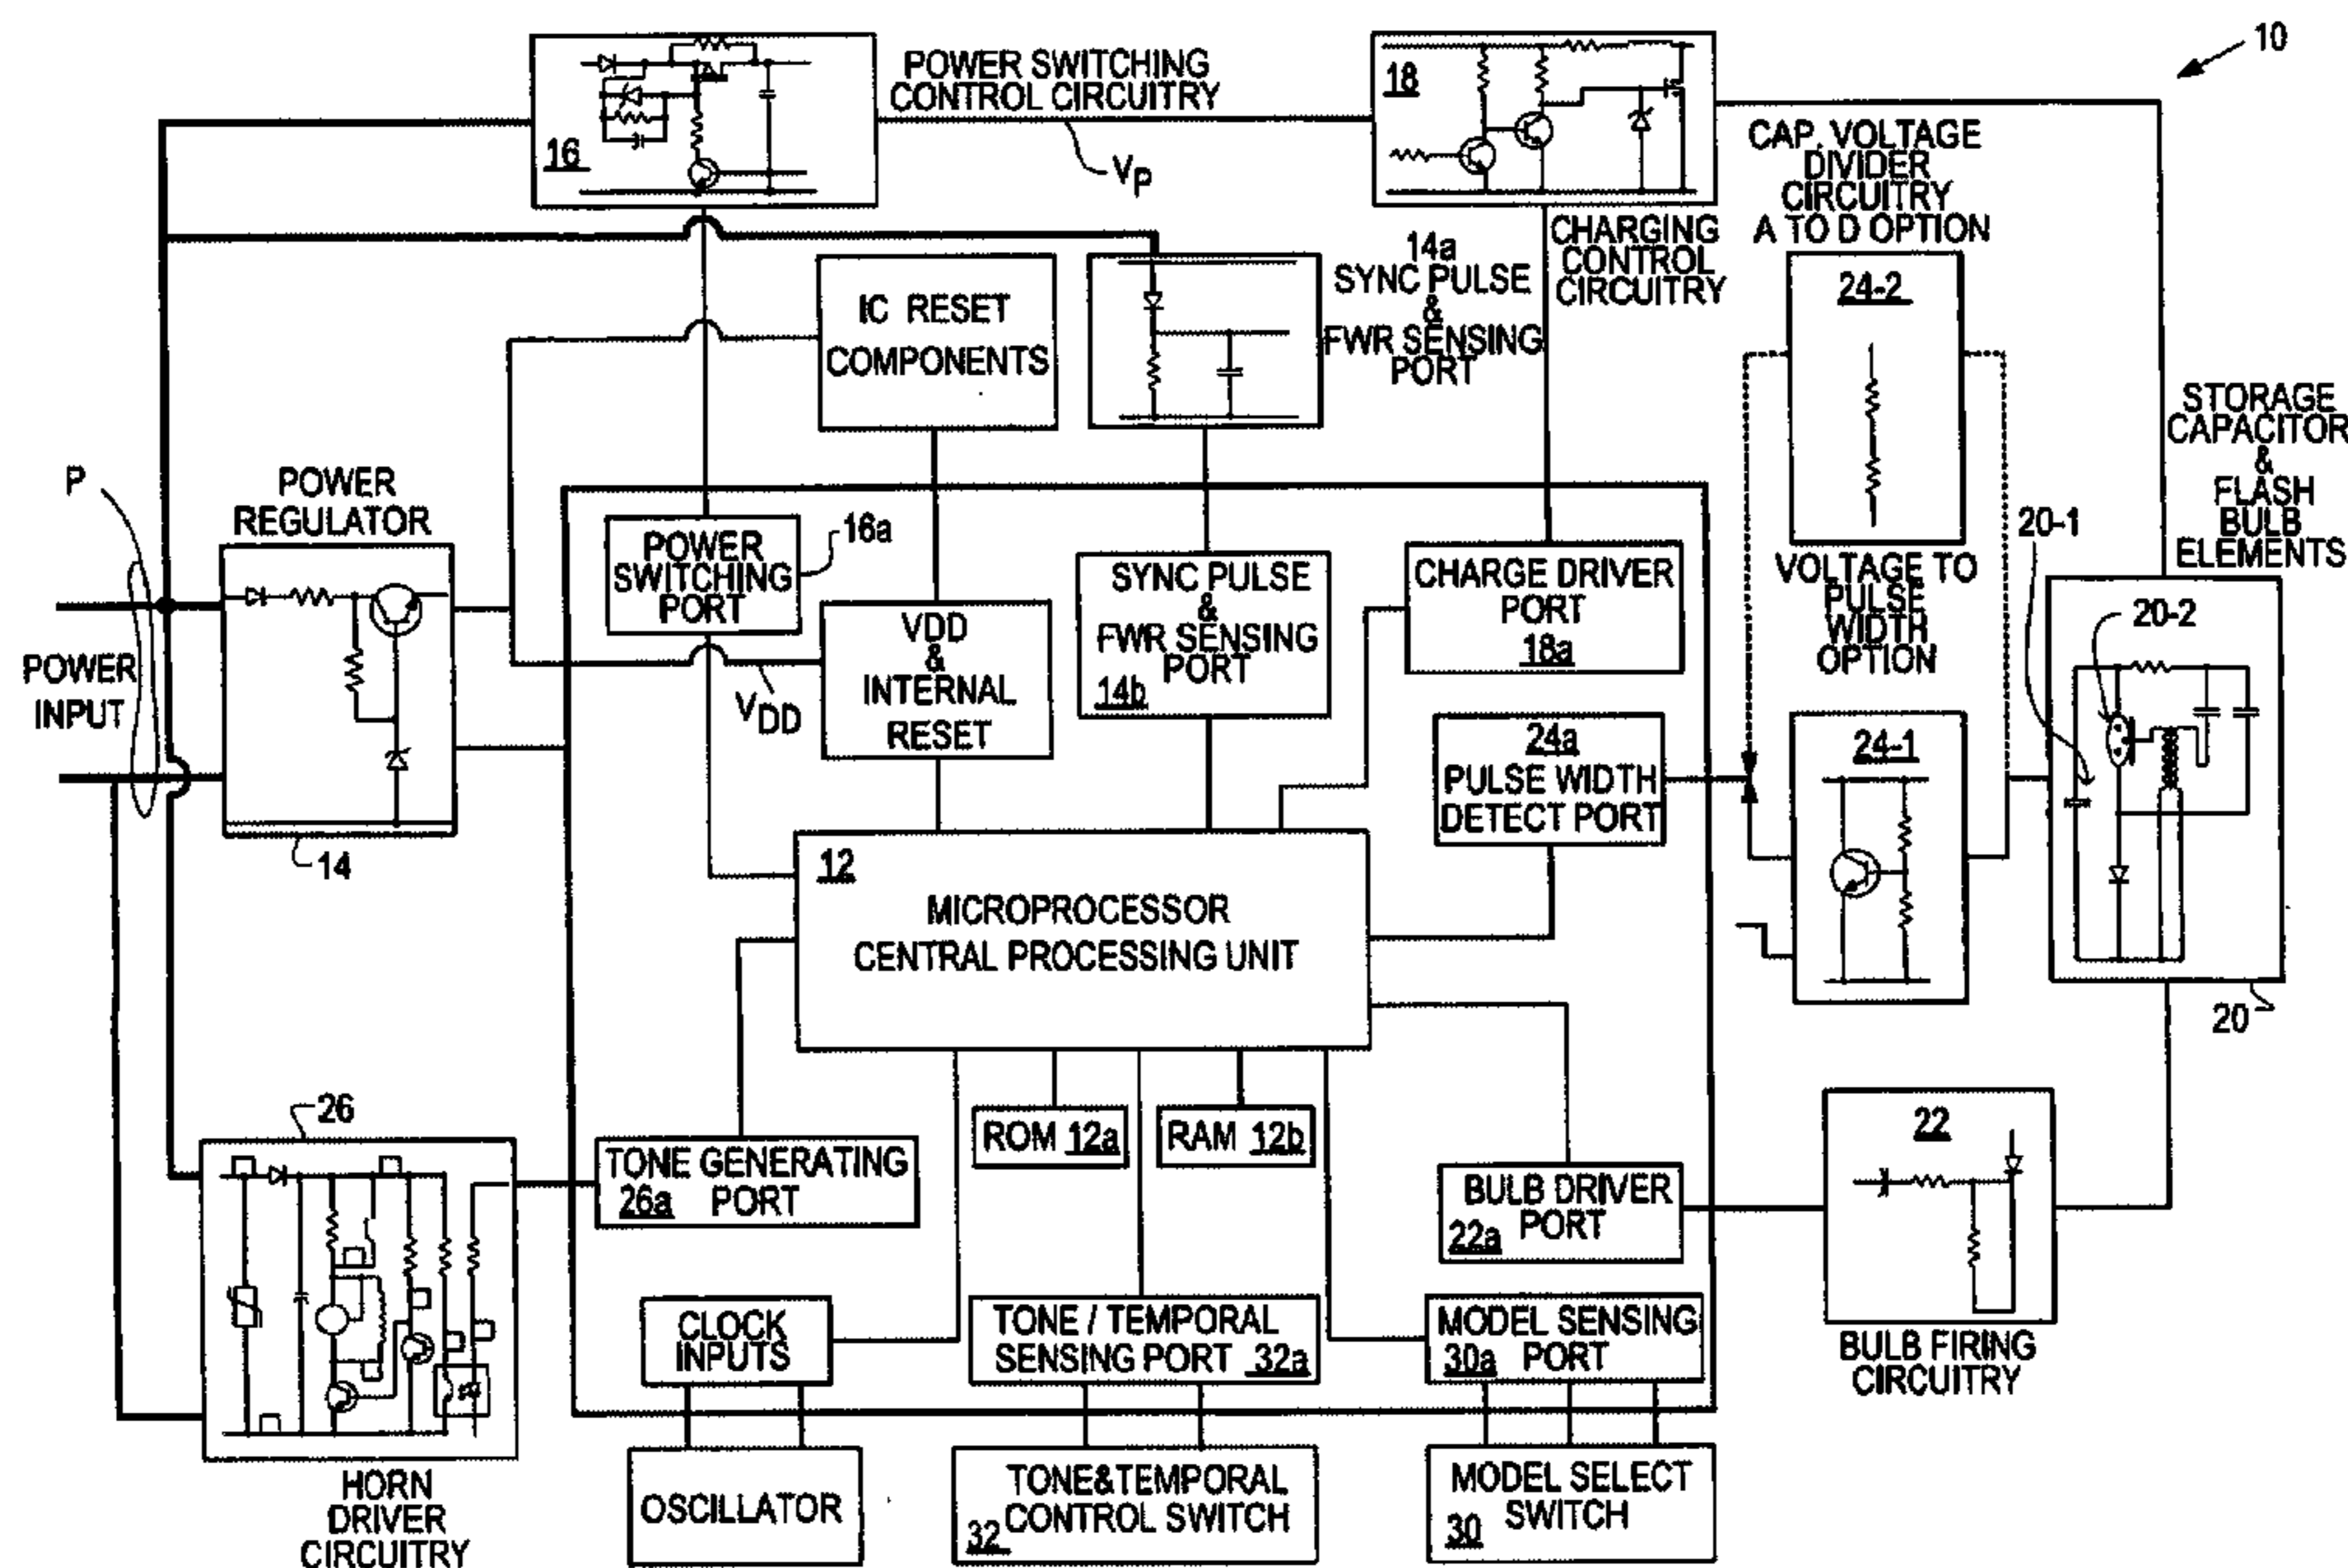 10
16
POWER SWITCHING
CONTROL CIRCUITRY
VP
18
CHARGING
CONTROL
CIRCUITRY
CAP. VOLTAGE
DIVIDER
CIRCUITRY
A TO D OPTION
24-2
VOLTAGE TO
PULSE
WIDTH
OPTION
24-1
IC RESET
COMPONENTS
14a
SYNC PULSE
&
FWR SENSING
PORT
STORAGE
CAPACITOR
&
FLASH
BULB
ELEMENTS
20-1
20-2
20
P
POWER
INPUT
POWER
REGULATOR
14
POWER
SWITCHING
PORT
16a
VDD
VDD
&
INTERNAL
RESET
SYNC PULSE
&
FWR SENSING
PORT
14b
CHARGE DRIVER
PORT
18a
24a
PULSE WIDTH
DETECT PORT
12
MICROPROCESSOR
CENTRAL PROCESSING UNIT
ROM 12a
RAM 12b
26
HORN
DRIVER
CIRCUITRY
TONE GENERATING
26a PORT
BULB DRIVER
22a PORT
22
BULB FIRING
CIRCUITRY
CLOCK
INPUTS
TONE / TEMPORAL
SENSING PORT 32a
MODEL SENSING
30a PORT
OSCILLATOR
TONE&TEMPORAL
32 CONTROL SWITCH
MODEL SELECT
30 SWITCH